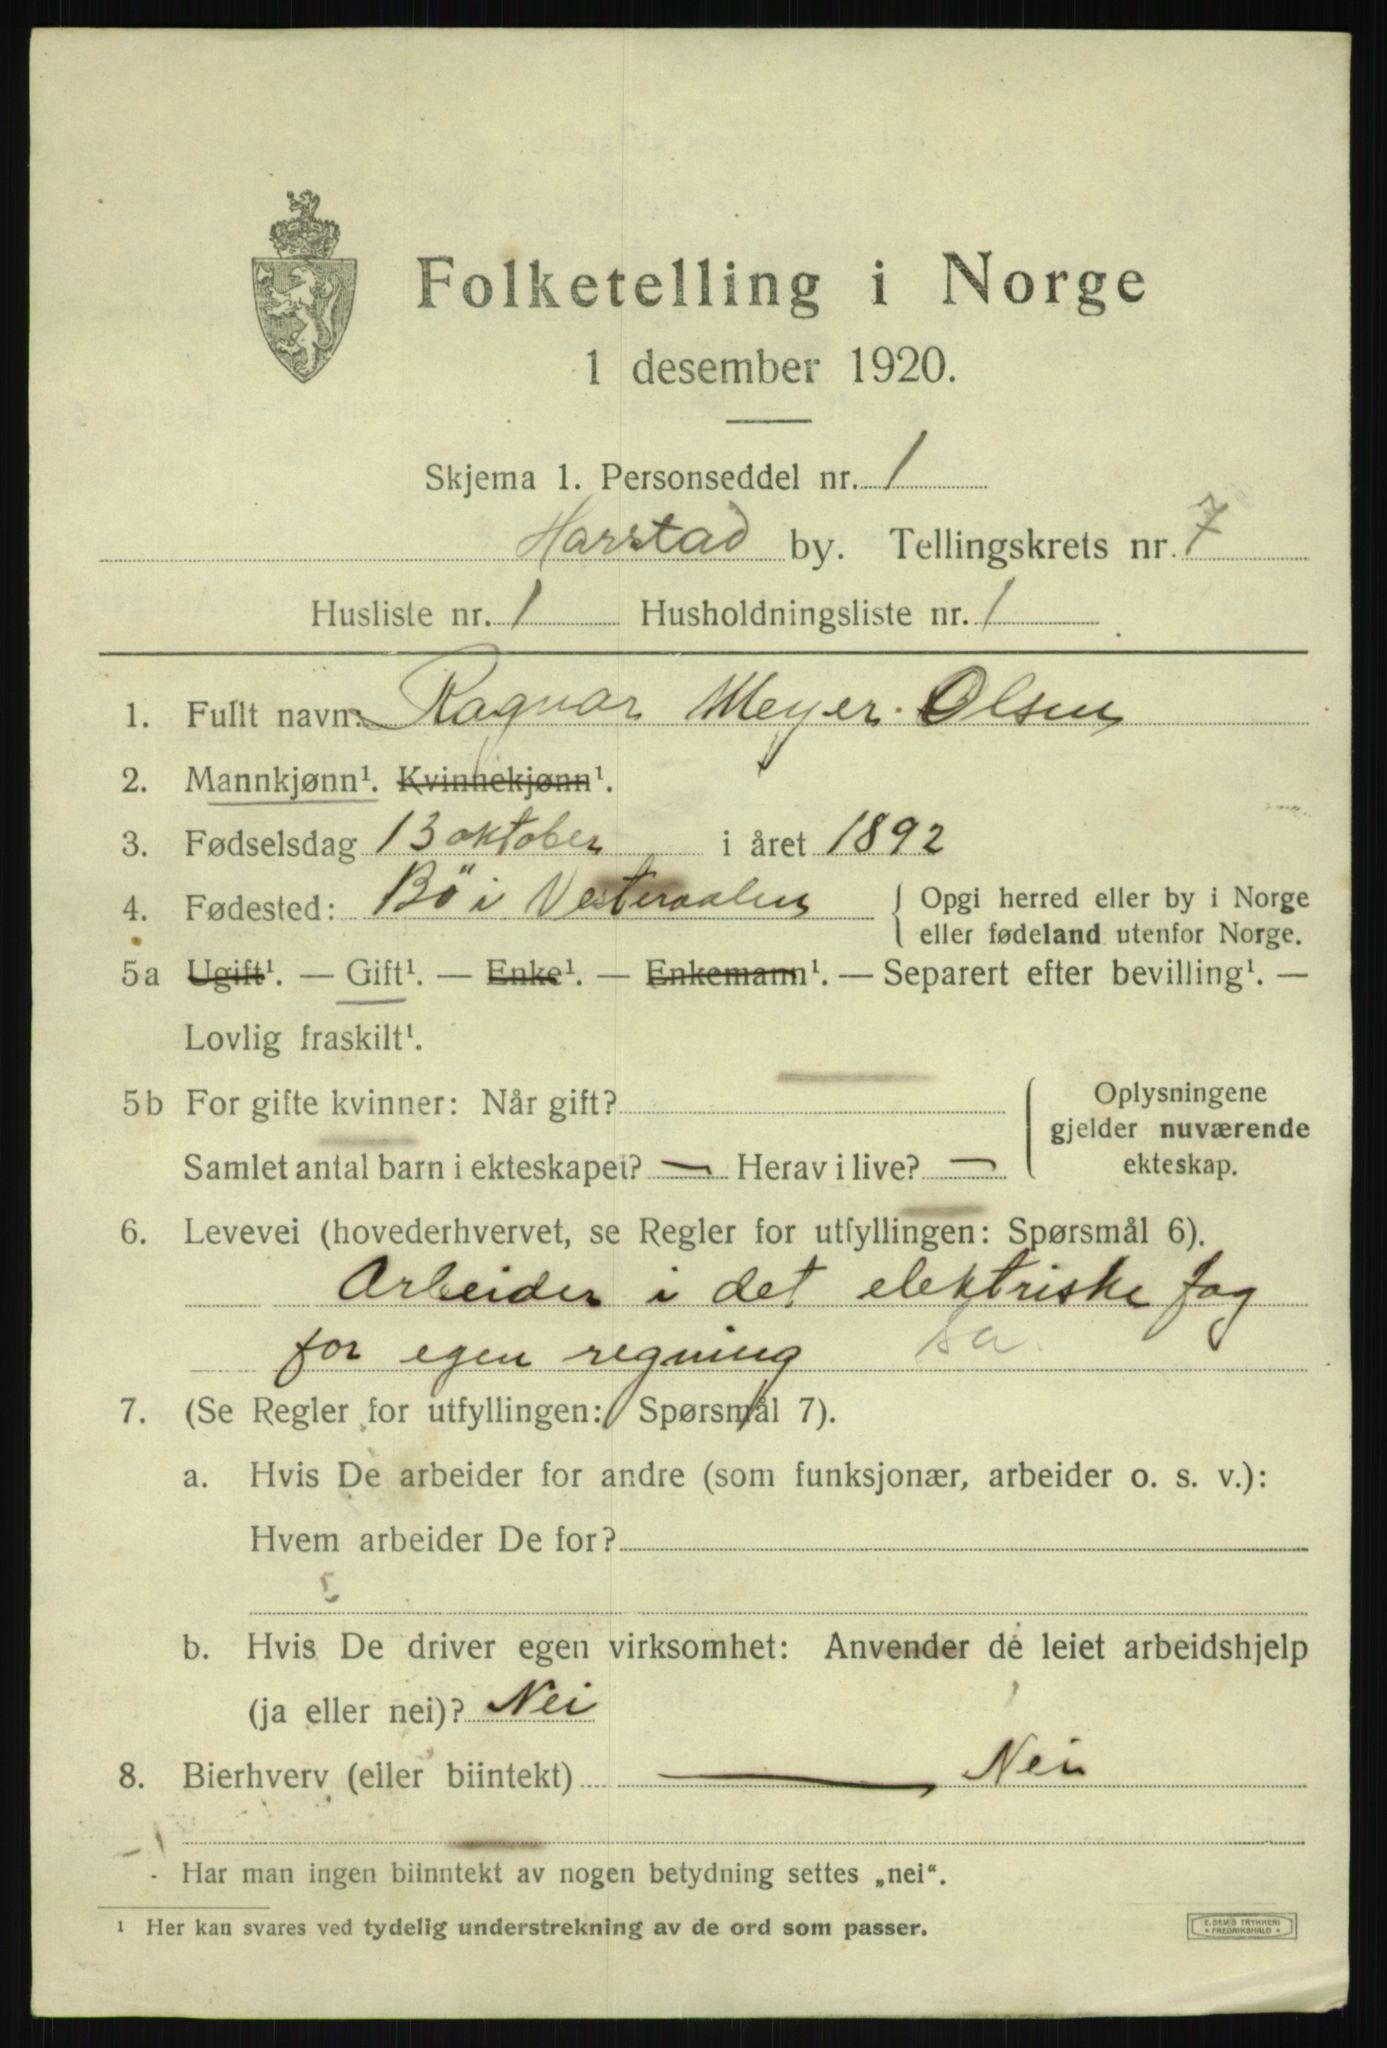 Folketelling i Norge
1 desember 1920.
Skjema 1. Personseddel nr. 1
Harstad by. Tellingskrets nr. 7
Husliste nr. 1 Husholdningsliste nr. 1
1. Fullt navn: Ragnar Meyer Olsen
2. Mannkjønn¹. Kvinnekjønn¹.
3. Fødselsdag 13 oktober i året 1892
4. Fødested: Bö i Vesteraalen { Opgi herred eller by i Norge
eller fødeland utenfor Norge.
5a Ugift¹. — Gift¹. — Enke¹. — Enkemann¹. — Separert efter bevilling¹. —
Lovlig fraskilt¹.
5b For gifte kvinner: Når gift? { Oplysningene
gjelder nuværende
ekteskap.
Samlet antal barn i ekteskapet? — Herav i live? —
6. Levevei (hovederhvervet, se Regler for utfyllingen: Spørsmål 6).
Arbeider i det elektriske fag
for egen regning
7. (Se Regler for utfyllingen: Spørsmål 7).
a. Hvis De arbeider for andre (som funksjonær, arbeider o. s. v.):
Hvem arbeider De for?
b. Hvis De driver egen virksomhet: Anvender de leiet arbeidshjelp
(ja eller nei)? Nei
8. Bierhverv (eller biintekt) — Nei
Har man ingen biinntekt av nogen betydning settes „nei“.
¹ Her kan svares ved tydelig understrekning av de ord som passer.
E. SEM'S TRYKKERI
• FREDRIKSHALD •